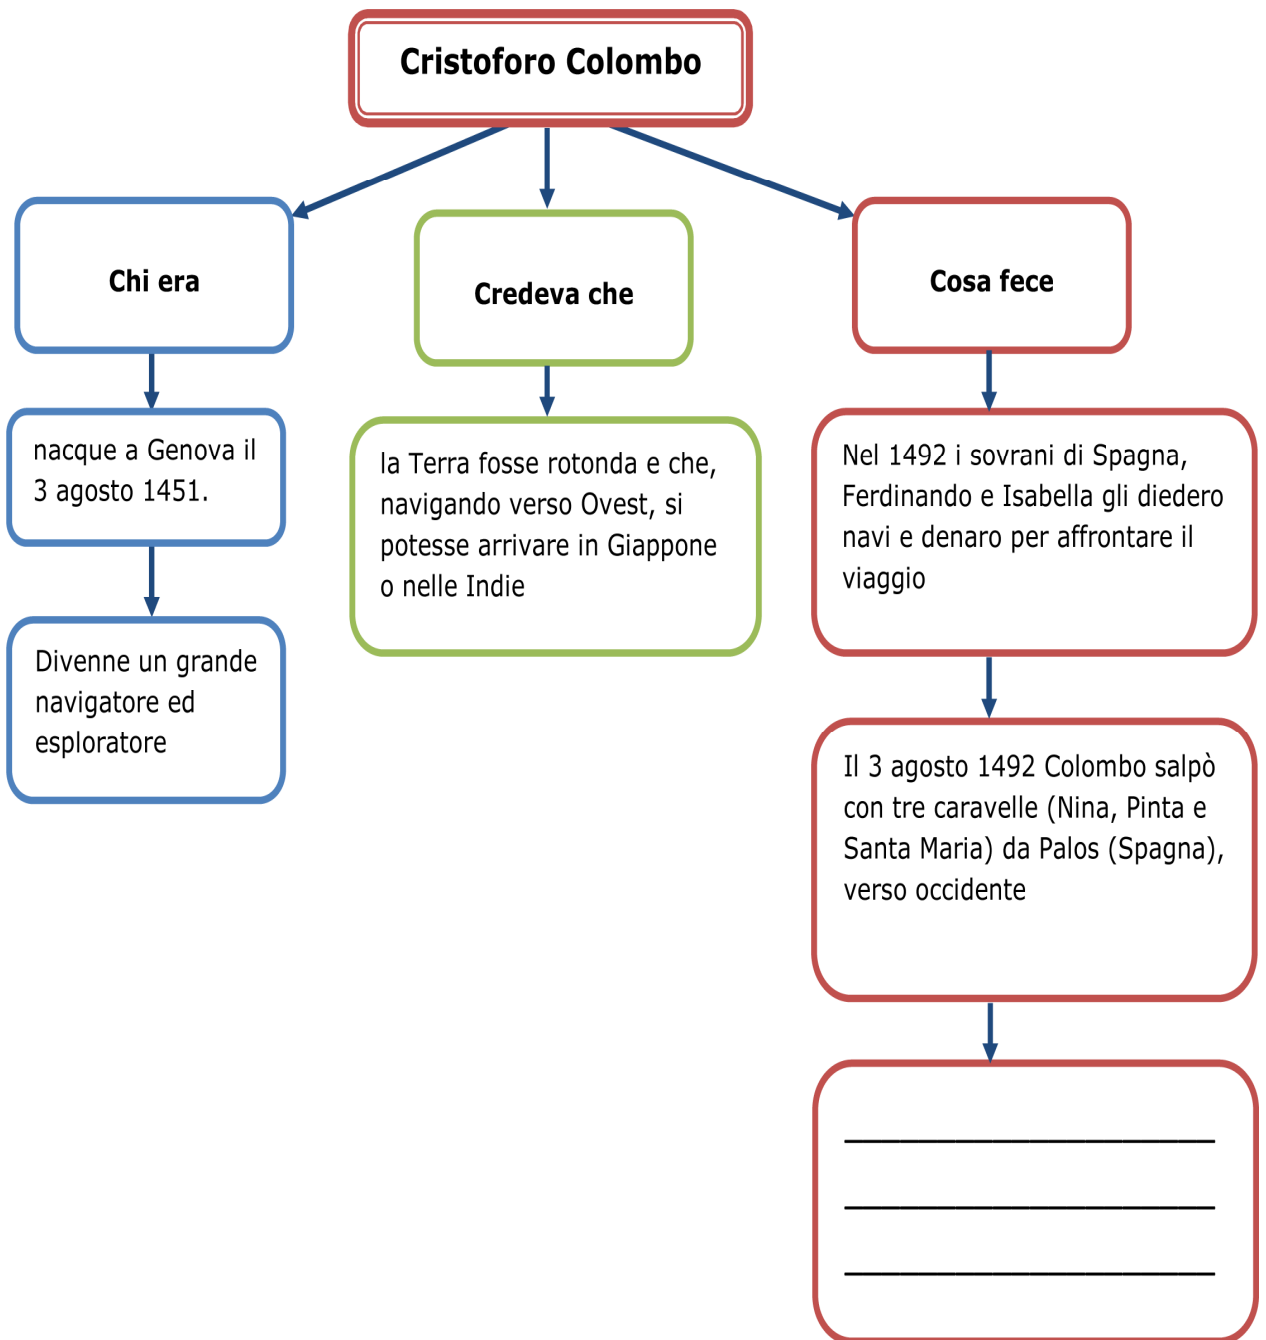 Cristoforo Colombo
Chi era
Credeva che
Cosa fece
nacque a Genova il
3 agosto 1451.
Divenne un grande
navigatore ed
esploratore
la Terra fosse rotonda e che,
navigando verso Ovest, si
potesse arrivare in Giappone
o nelle Indie
Nel 1492 i sovrani di Spagna,
Ferdinando e Isabella gli diedero
navi e denaro per affrontare il
viaggio
Il 3 agosto 1492 Colombo salpò
con tre caravelle (Nina, Pinta e
Santa Maria) da Palos (Spagna),
verso occidente